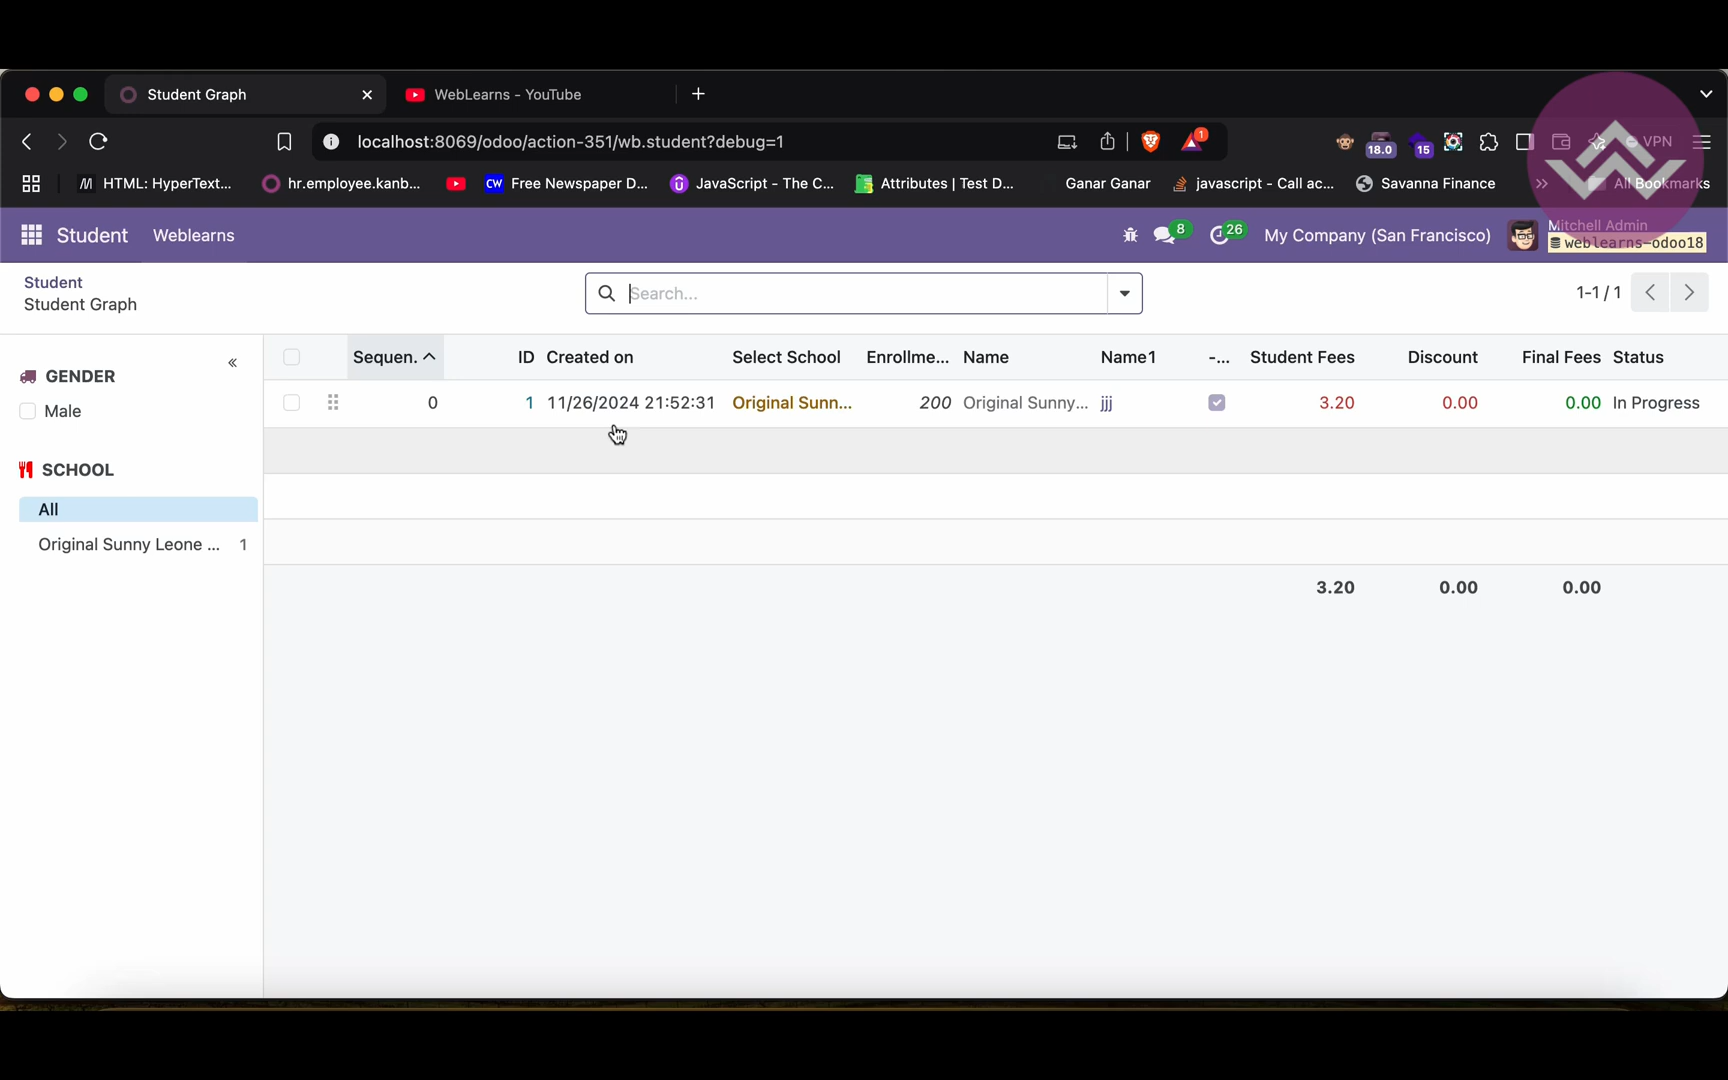 Student Graph
WebLearns - YouTube
localhost:8069/odoo/action-351/wb.student?debug=1
1
18.0
15
VPN
HTML: HyperText...
hr.employee.kanb...
CW
Free Newspaper D...
JavaScript - The C...
Attributes | Test D...
Ganar Ganar
javascript - Call ac...
Savanna Finance
All Bookmarks
Student
Weblearns
8
26
My Company (San Francisco)
Mitchell Admin
weblearns-odoo18
Student
Student Graph
Search...
1-1 / 1
GENDER
Male
SCHOOL
All
Original Sunny Leone ... 1
Sequen. ID Created on Select School Enrollme... Name Name1 -... Student Fees Discount Final Fees Status
0 1 11/26/2024 21:52:31 Original Sunn... 200 Original Sunny... jjj 3.20 0.00 0.00 In Progress
3.20 0.00 0.00